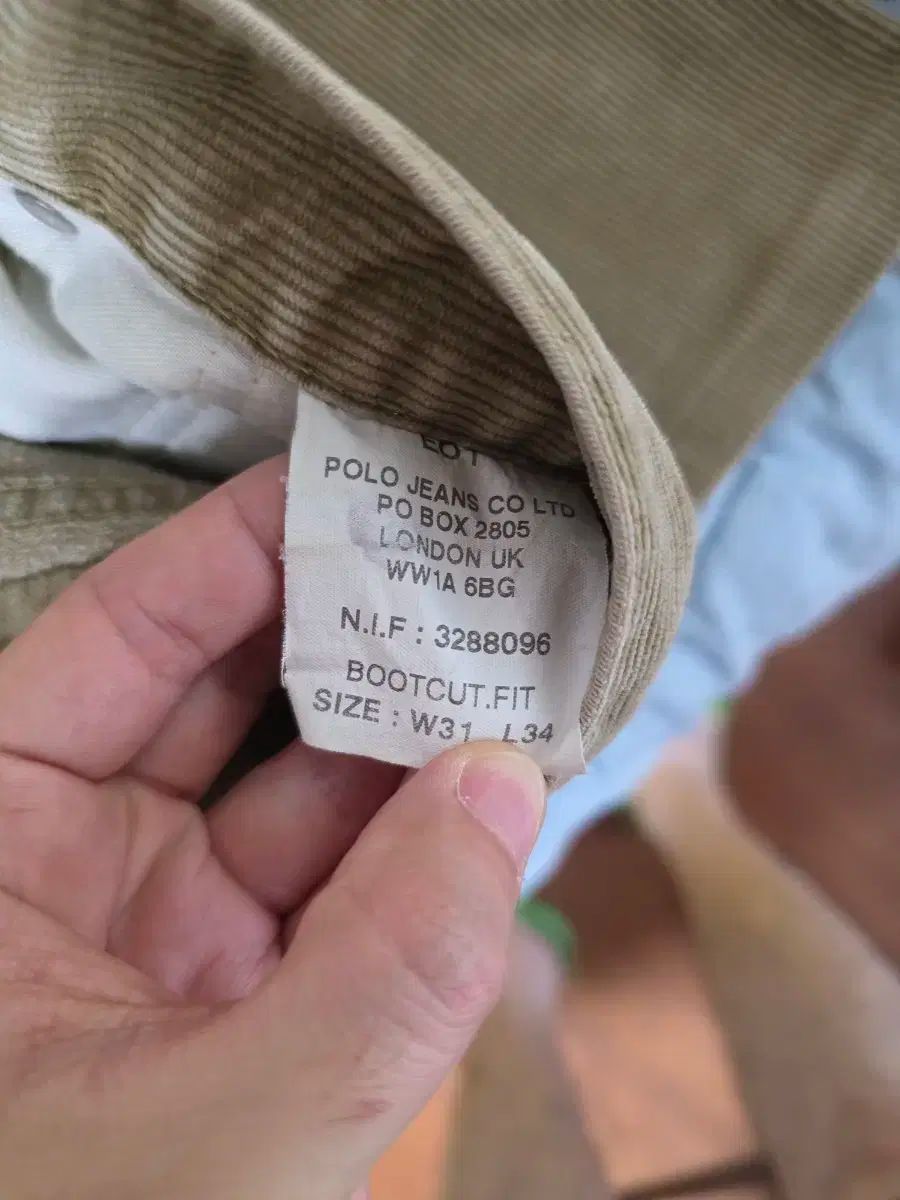 POLO JEANS CO LTD
PO BOX 2805
LONDON UK
WW1A 6BG
N.I.F : 3288096
BOOTCUT.FIT
SIZE : W31 L34